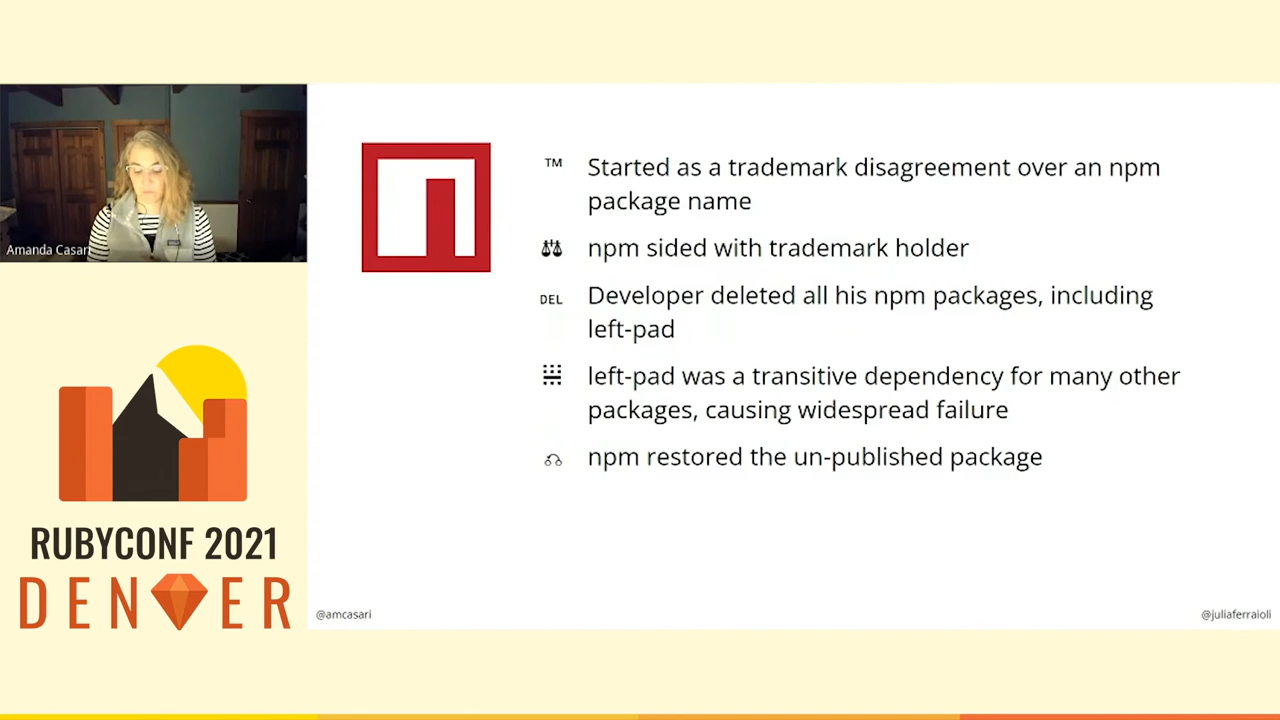 Amanda Casari
TM Started as a trademark disagreement over an npm
package name
npm sided with trademark holder
DEL Developer deleted all his npm packages, including
left-pad
left-pad was a transitive dependency for many other
packages, causing widespread failure
npm restored the un-published package
RUBYCONF 2021
DENVER
@amcasari
@juliaferraioli